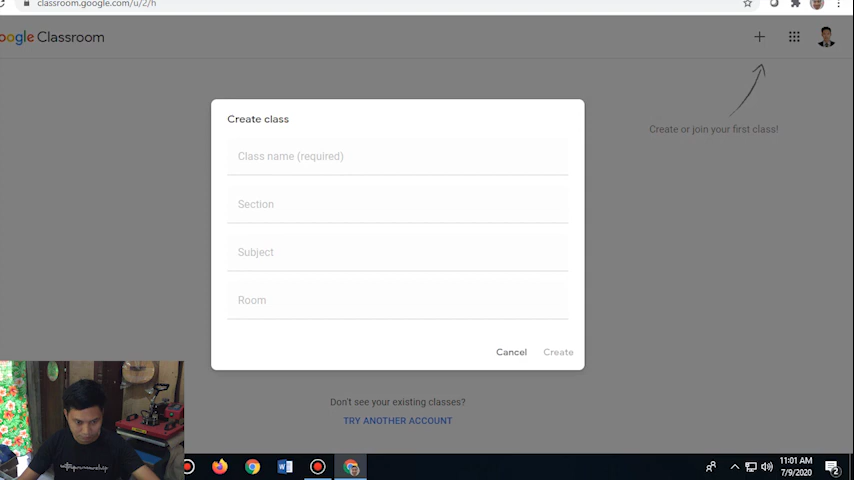 classroom.google.com/u/2/h
oogle Classroom
Create or join your first class!
Create class
Class name (required)
Section
Subject
Room
Cancel Create
Don't see your existing classes?
TRY ANOTHER ACCOUNT
11:01 AM
7/9/2020
2